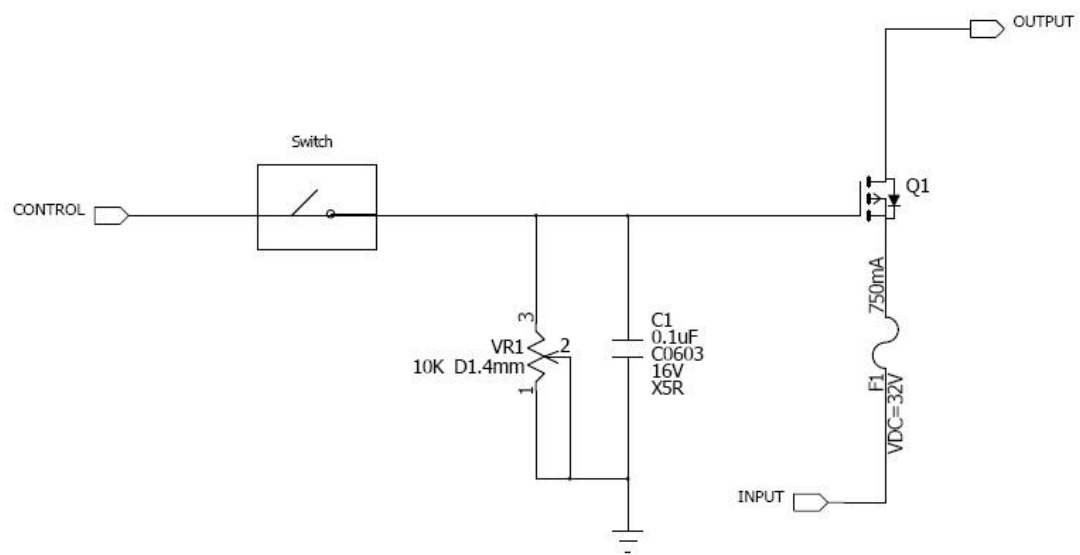 OUTPUT
Switch
Q1
CONTROL
750mA
3
C1
0.1uF
VR1
2
C0603
10K D1.4mm
16V
X5R
1
F1
VDC=32V
INPUT